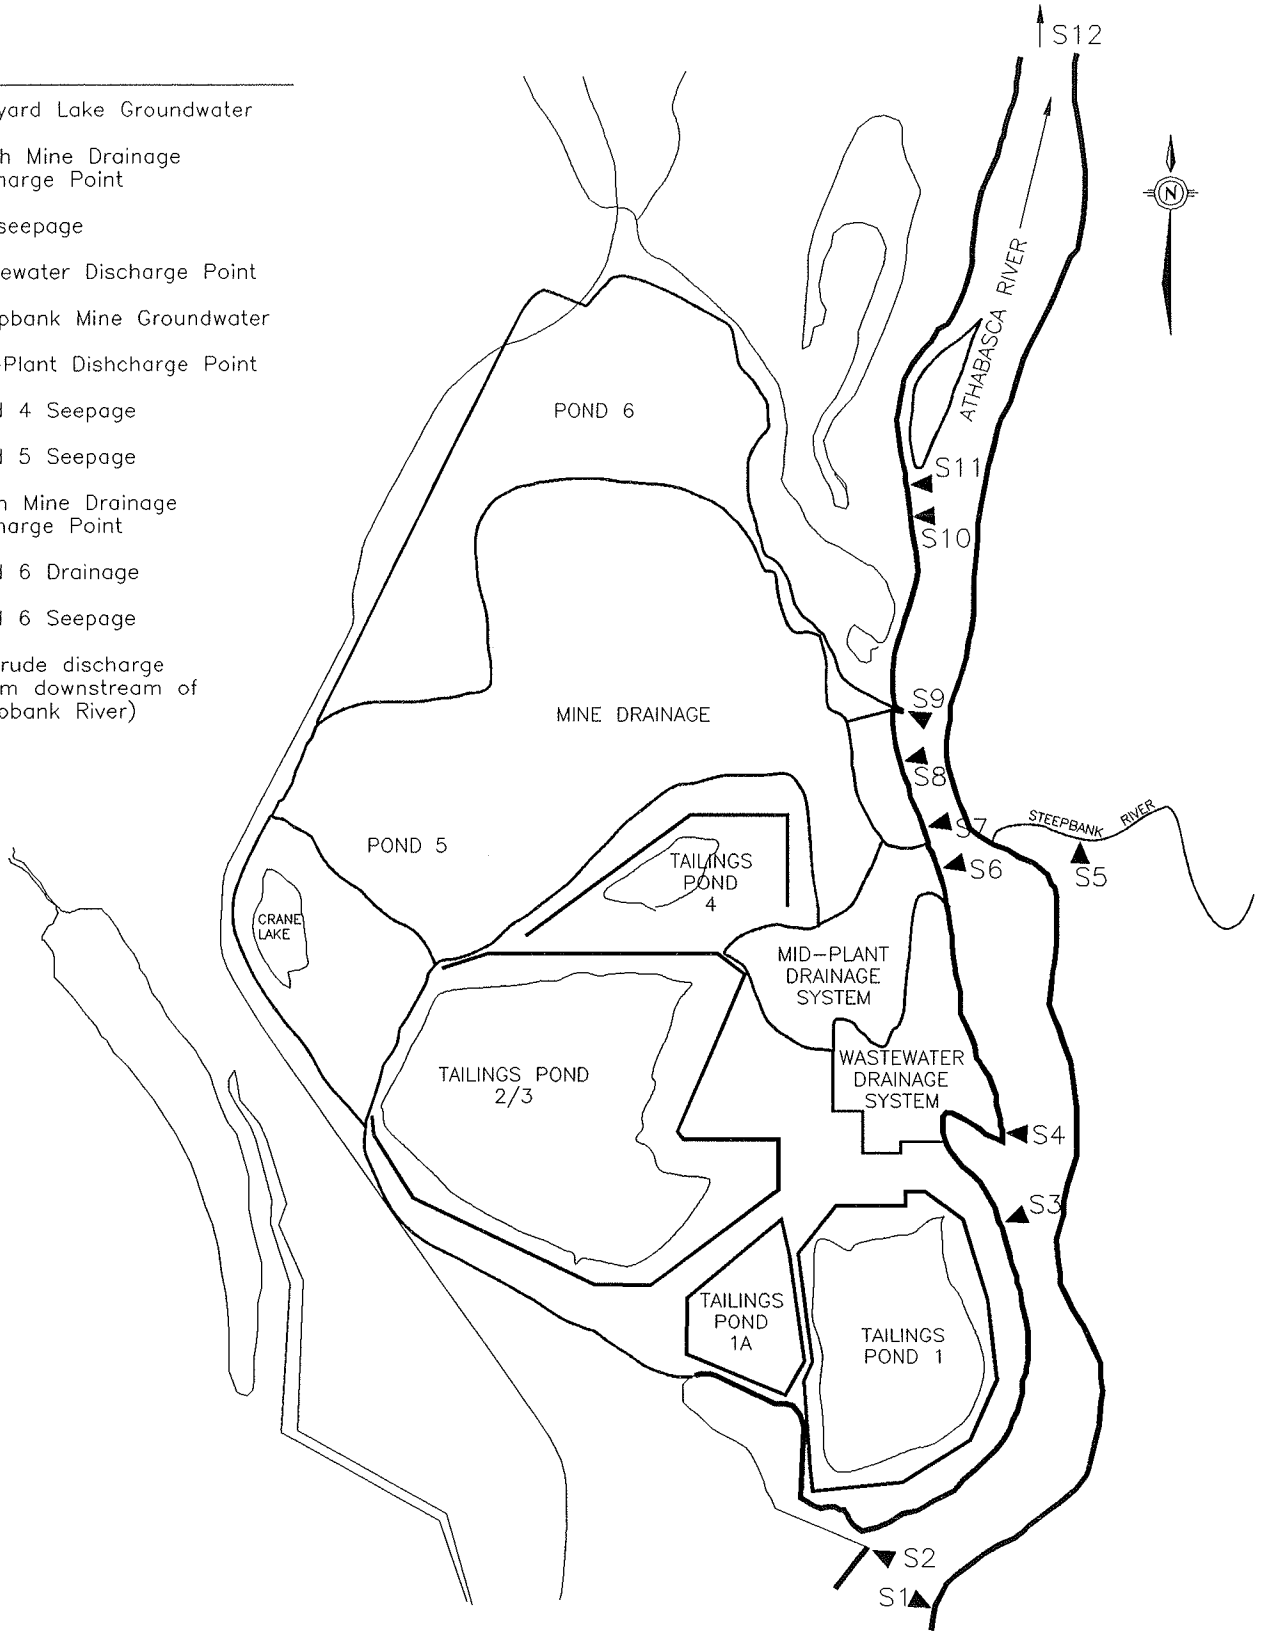 yard Lake Groundwater
h Mine Drainage
harge Point
seepage
ewater Discharge Point
pbank Mine Groundwater
-Plant Dishcharge Point
d 4 Seepage
d 5 Seepage
h Mine Drainage
charge Point
d 6 Drainage
d 6 Seepage
rude discharge
m downstream of
pbank River)
S12
N
ATHABASCA RIVER
POND 6
S11
S10
S9
MINE DRAINAGE
S8
STEEPBANK RIVER
S7
POND 5
TAILINGS
POND
4
S6
S5
CRANE
LAKE
MID-PLANT
DRAINAGE
SYSTEM
WASTEWATER
DRAINAGE
SYSTEM
TAILINGS POND
2/3
S4
S3
TAILINGS
POND
1A
TAILINGS
POND 1
S2
S1